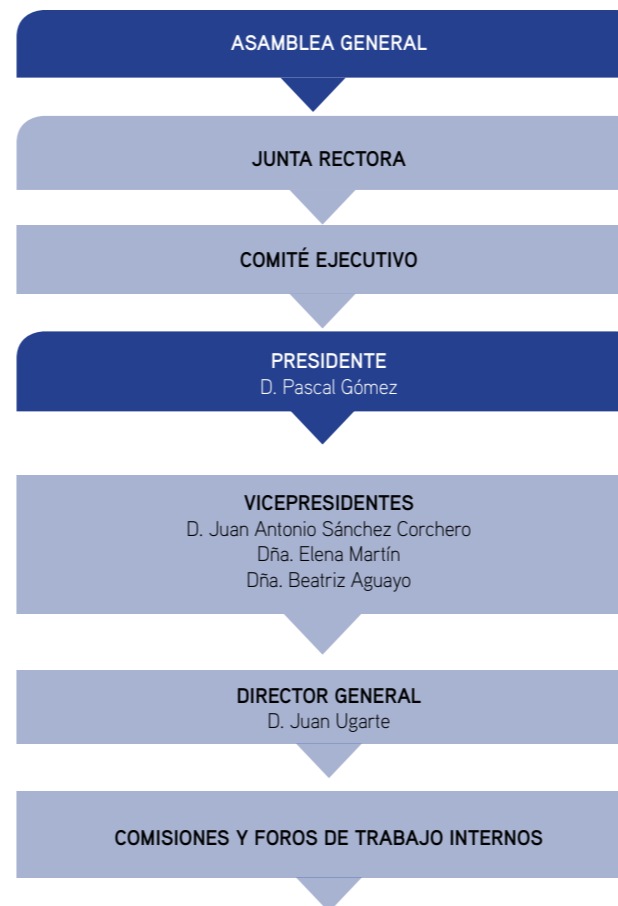 ASAMBLEA GENERAL
JUNTA RECTORA
COMITÉ EJECUTIVO
PRESIDENTE
D. Pascal Gómez
VICEPRESIDENTES
D. Juan Antonio Sánchez Corchero
Dña. Elena Martín
Dña. Beatriz Aguayo
DIRECTOR GENERAL
D. Juan Ugarte
COMISIONES Y FOROS DE TRABAJO INTERNOS